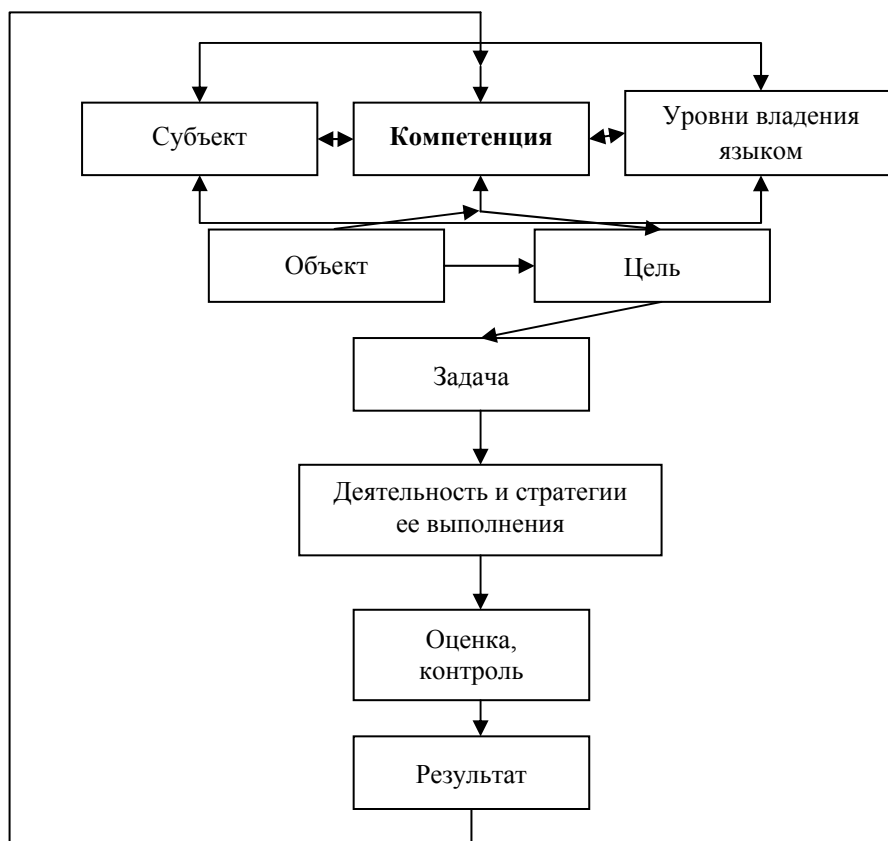 Субъект
Компетенция
Уровни владения
языком
Объект
Цель
Задача
Деятельность и стратегии
ее выполнения
Оценка,
контроль
Результат